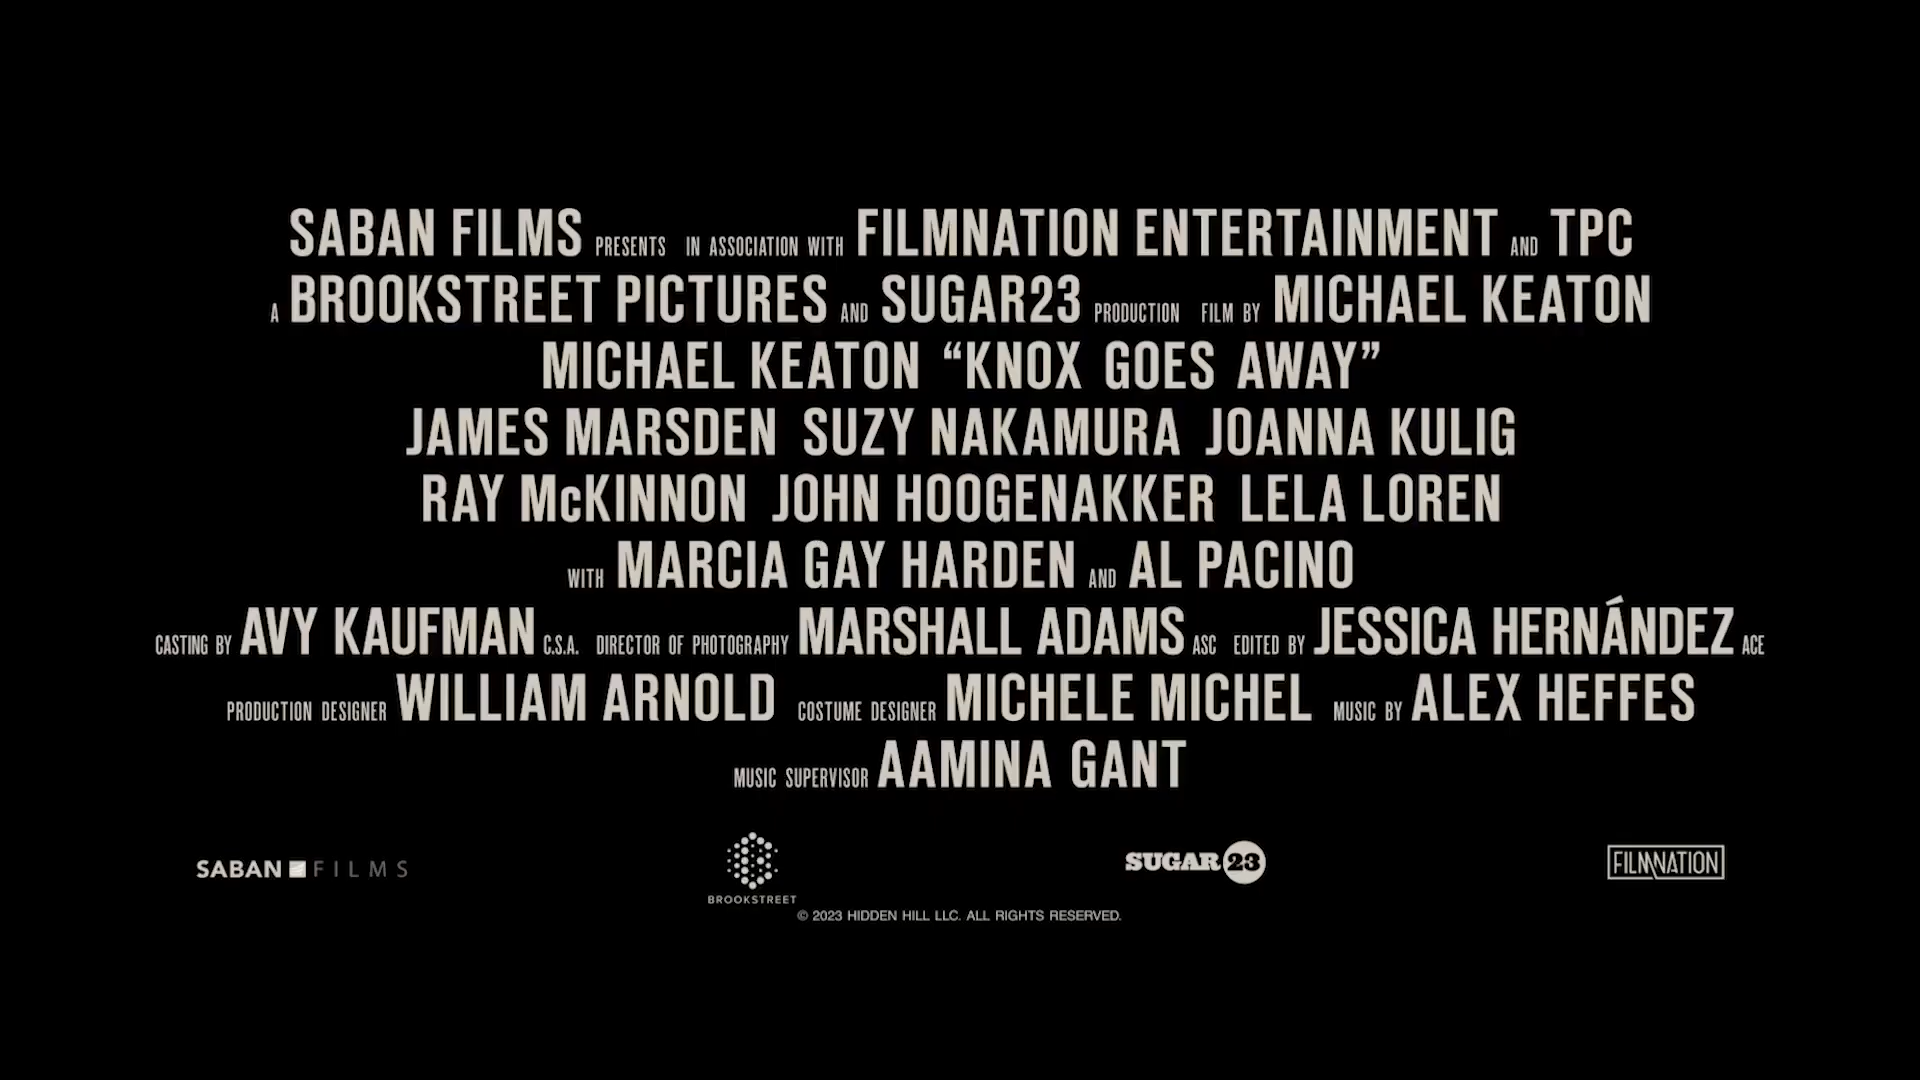 SABAN FILMS PRESENTS IN ASSOCIATION WITH FILMNATION ENTERTAINMENT AND TPC
A BROOKSTREET PICTURES AND SUGAR23 PRODUCTION FILM BY MICHAEL KEATON
MICHAEL KEATON “KNOX GOES AWAY”
JAMES MARSDEN SUZY NAKAMURA JOANNA KULIG
RAY McKINNON JOHN HOOGENAKKER LELA LOREN
WITH MARCIA GAY HARDEN AND AL PACINO
CASTING BY AVY KAUFMAN C.S.A. DIRECTOR OF PHOTOGRAPHY MARSHALL ADAMS ASC EDITED BY JESSICA HERNÁNDEZ ACE
PRODUCTION DESIGNER WILLIAM ARNOLD COSTUME DESIGNER MICHELE MICHEL MUSIC BY ALEX HEFFES
MUSIC SUPERVISOR AAMINA GANT
SABAN FILMS
BROOKSTREET
SUGAR 23
FILMNATION
© 2023 HIDDEN HILL LLC. ALL RIGHTS RESERVED.